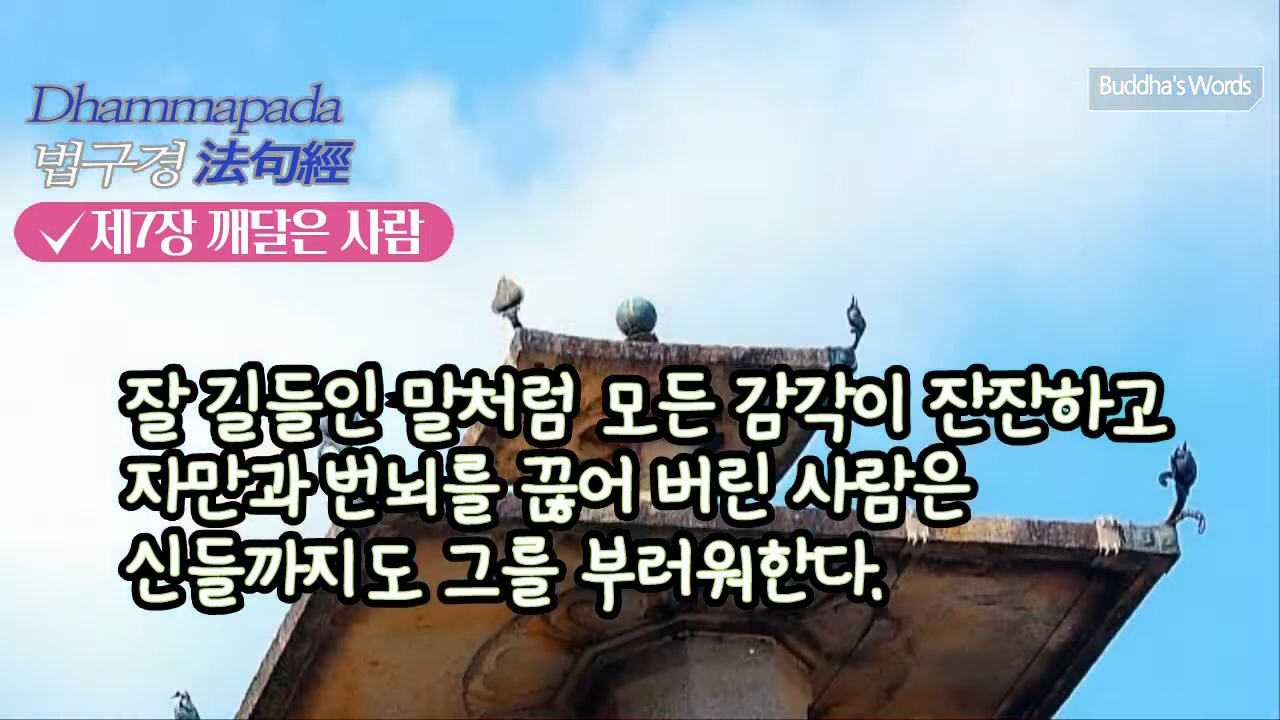 Dhammapada
Buddha's Words
법구경 法句經
제7장 깨달은 사람
잘 길들인 말처럼 모든 감각이 잔잔하고
자만과 번뇌를 끊어 버린 사람은
신들까지도 그를 부러워한다.